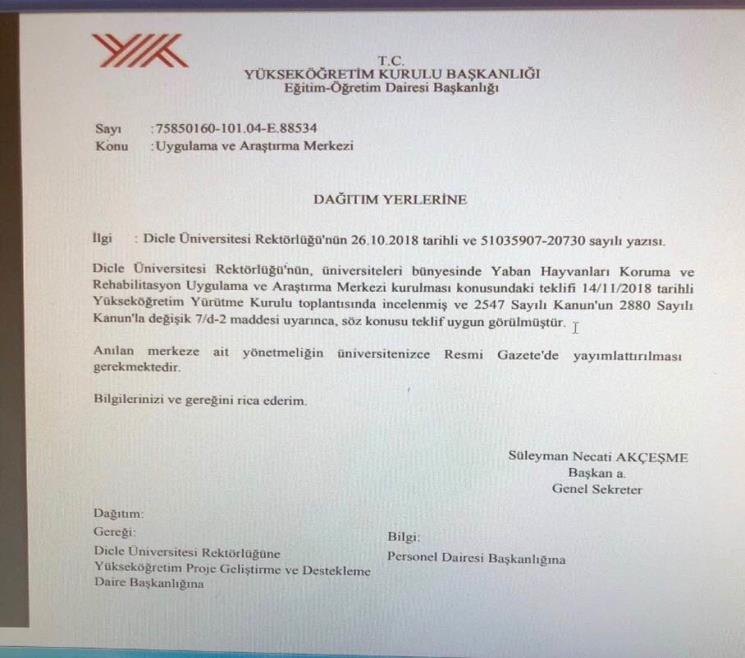 T.C.
YÜKSEKÖĞRETİM KURULU BAŞKANLIĞI
Eğitim-Öğretim Dairesi Başkanlığı
Sayı :75850160-101.04-E.88534
Konu :Uygulama ve Araştırma Merkezi
DAĞITIM YERLERİNE
İlgi : Dicle Üniversitesi Rektörlüğü'nün 26.10.2018 tarihli ve 51035907-20730 sayılı yazısı.
Dicle Üniversitesi Rektörlüğü'nün, üniversiteleri bünyesinde Yaban Hayvanları Koruma ve
Rehabilitasyon Uygulama ve Araştırma Merkezi kurulması konusundaki teklifi 14/11/2018 tarihli
Yükseköğretim Yürütme Kurulu toplantısında incelenmiş ve 2547 Sayılı Kanun'un 2880 Sayılı
Kanun'la değişik 7/d-2 maddesi uyarınca, söz konusu teklif uygun görülmüştür.
Anılan merkeze ait yönetmeliğin üniversitenizce Resmi Gazete'de yayımlattırılması
gerekmektedir.
Bilgilerinizi ve gereğini rica ederim.
Süleyman Necati AKÇEŞME
Başkan a.
Genel Sekreter
Dağıtım:
Gereği:
Dicle Üniversitesi Rektörlüğüne
Yükseköğretim Proje Geliştirme ve Destekleme
Daire Başkanlığına
Bilgi:
Personel Dairesi Başkanlığına